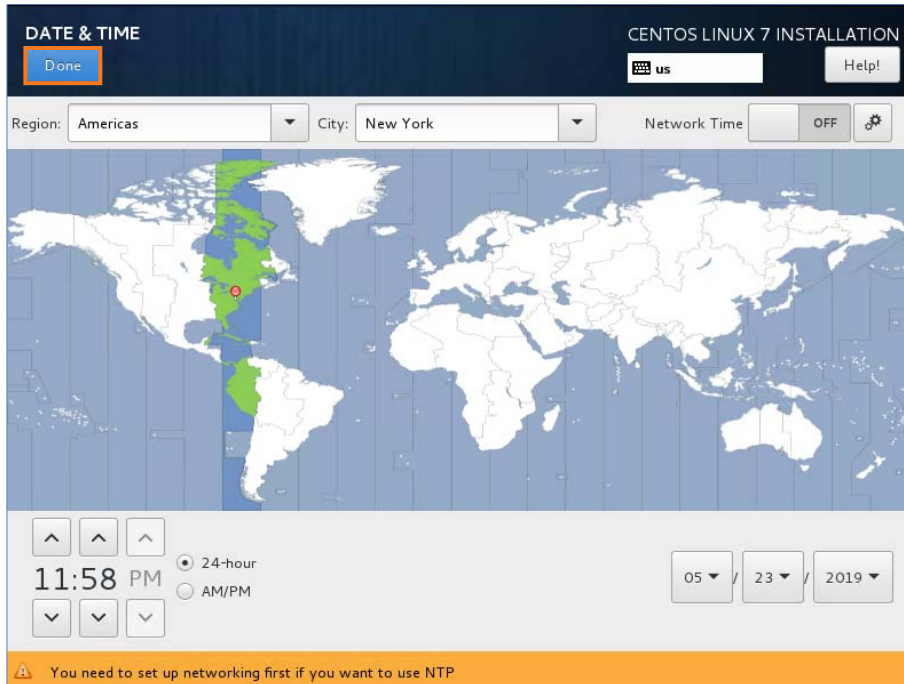 DATE & TIME
CENTOS LINUX 7 INSTALLATION
Done
us
Help!
Region: Americas City: New York Network Time OFF
11:58 PM
24-hour
AM/PM
05 / 23 / 2019
You need to set up networking first if you want to use NTP